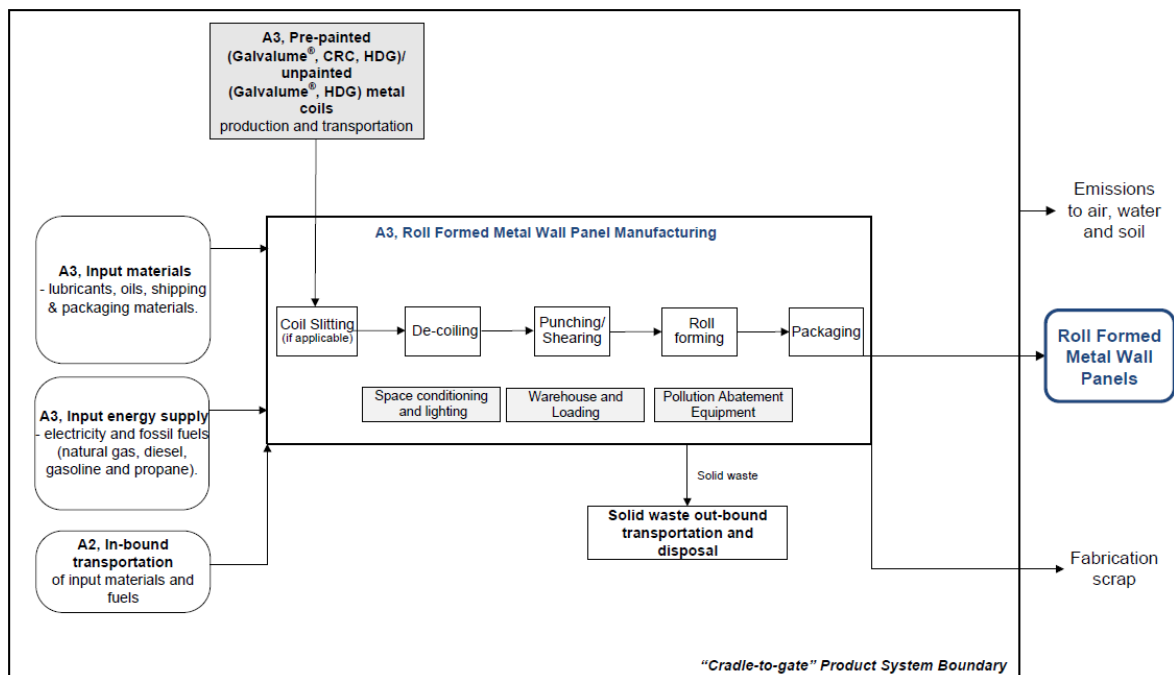 A3, Pre-painted
(Galvalume®, CRC, HDG)/
unpainted
(Galvalume®, HDG) metal
coils
production and transportation
Emissions
to air, water
and soil
A3, Roll Formed Metal Wall Panel Manufacturing
A3, Input materials
- lubricants, oils, shipping
& packaging materials.
Coil Slitting
(if applicable)
De-coiling
Punching/
Shearing
Roll
forming
Packaging
Roll Formed
Metal Wall
Panels
Space conditioning
and lighting
Warehouse and
Loading
Pollution Abatement
Equipment
A3, Input energy supply
- electricity and fossil fuels
(natural gas, diesel,
gasoline and propane).
Solid waste
Solid waste out-bound
transportation and
disposal
A2, In-bound
transportation
of input materials and
fuels
Fabrication
scrap
“Cradle-to-gate” Product System Boundary